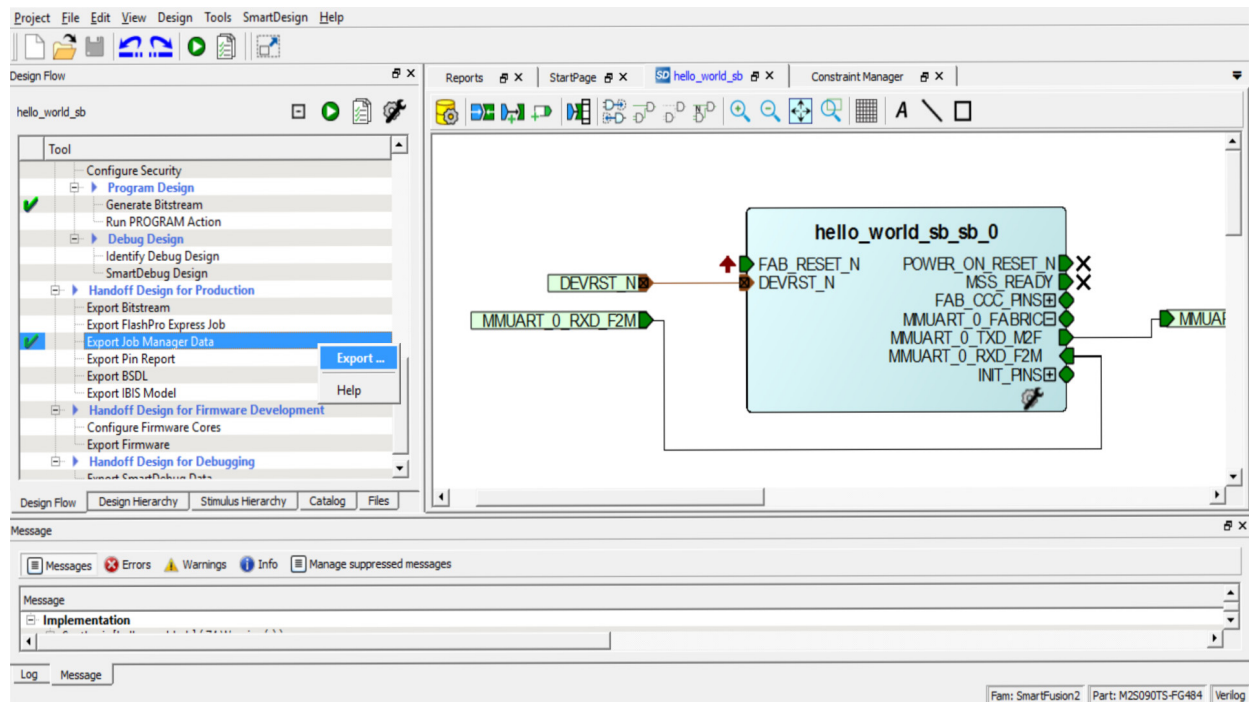 Project File Edit View Design Tools SmartDesign Help
Design Flow
Reports StartPage SD hello_world_sb Constraint Manager
hello_world_sb
A
Tool
Configure Security
Program Design
Generate Bitstream
Run PROGRAM Action
Debug Design
Identify Debug Design
SmartDebug Design
Handoff Design for Production
Export Bitstream
Export FlashPro Express Job
Export Job Manager Data
Export Pin Report
Export BSDL
Export IBIS Model
Handoff Design for Firmware Development
Configure Firmware Cores
Export Firmware
Handoff Design for Debugging
Export SmartDebug Data
Export ...
Help
Design Flow Design Hierarchy Stimulus Hierarchy Catalog Files
hello_world_sb_sb_0
FAB_RESET_N POWER_ON_RESET_N
DEVRST_N DEVRST_N MSS_READY
FAB_CCC_PINS
MMUART_0_RXD_F2M MMUART_0_FABRIC MMUAR
MMUART_0_TXD_M2F
MMUART_0_RXD_F2M
INIT_PINS
Message
Messages Errors Warnings Info Manage suppressed messages
Message
Implementation
Log Message
Fam: SmartFusion2 Part: M2S090TS-FG484 Verilog